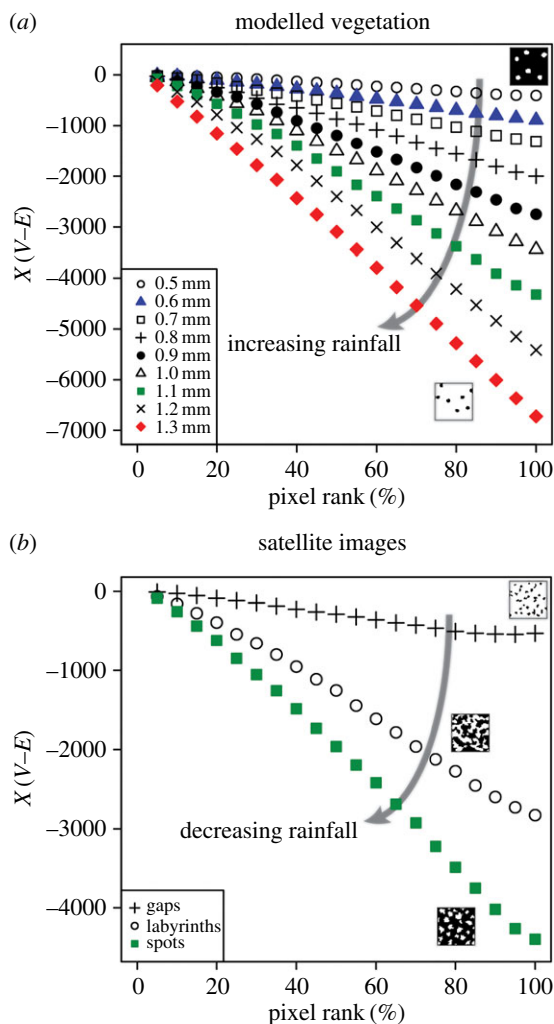 (a) modelled vegetation
0
−1000
−2000
−3000
−4000
−5000
−6000
−7000
X (V–E)
0.5 mm
0.6 mm
0.7 mm
0.8 mm
0.9 mm
1.0 mm
1.1 mm
1.2 mm
1.3 mm
increasing rainfall
0 20 40 60 80 100
pixel rank (%)
(b) satellite images
0
−1000
−2000
−3000
−4000
X (V–E)
decreasing rainfall
gaps
labyrinths
spots
0 20 40 60 80 100
pixel rank (%)